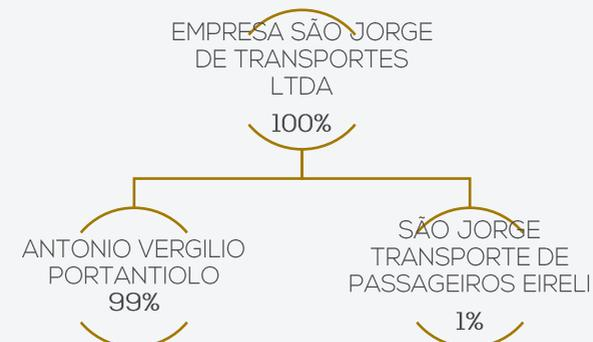 EMPRESA SÃO JORGE
DE TRANSPORTES
LTDA
100%
ANTONIO VERGILIO
PORTANTIOLO
99%
SÃO JORGE
TRANSPORTE DE
PASSAGEIROS EIRELI
1%